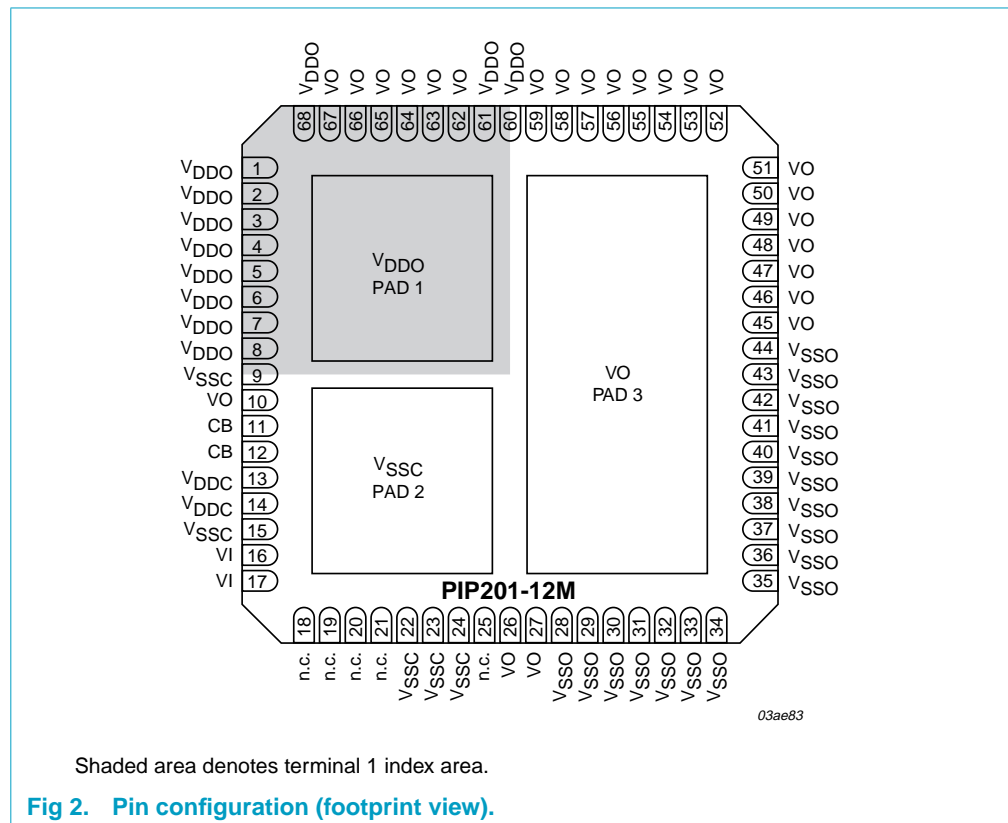 VDDO VO VO VO VO VO VO VDDO VDDO VO VO VO VO VO VO VO VO
68 67 66 65 64 63 62 61 60 59 58 57 56 55 54 53 52
VDDO 1
VDDO 2
VDDO 3
VDDO 4
VDDO 5
VDDO 6
VDDO 7
VDDO 8
VSSC 9
VO 10
CB 11
CB 12
VDDC 13
VDDC 14
VSSC 15
VI 16
VI 17
VDDO
PAD 1
VSSC
PAD 2
VO
PAD 3
51 VO
50 VO
49 VO
48 VO
47 VO
46 VO
45 VO
44 VSSO
43 VSSO
42 VSSO
41 VSSO
40 VSSO
39 VSSO
38 VSSO
37 VSSO
36 VSSO
35 VSSO
PIP201-12M
18 19 20 21 22 23 24 25 26 27 28 29 30 31 32 33 34
n.c. n.c. n.c. n.c. VSSC VSSC VSSC n.c. VO VO VSSO VSSO VSSO VSSO VSSO VSSO VSSO
03ae83
Shaded area denotes terminal 1 index area.
Fig 2. Pin configuration (footprint view).